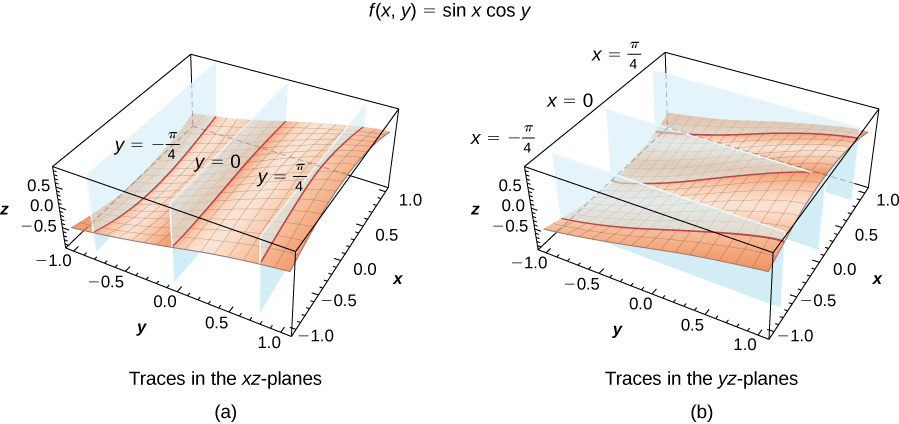 f(x, y) = sin x cos y
y = −π/4
y = 0
y = π/4
0.5
0.0
−0.5
z
−1.0
−0.5
0.0
0.5
1.0
y
1.0
0.5
0.0
−0.5
−1.0
x
Traces in the xz-planes
(a)
x = π/4
x = 0
x = −π/4
0.5
0.0
−0.5
z
−1.0
−0.5
0.0
0.5
1.0
y
1.0
0.5
0.0
−0.5
−1.0
x
Traces in the yz-planes
(b)